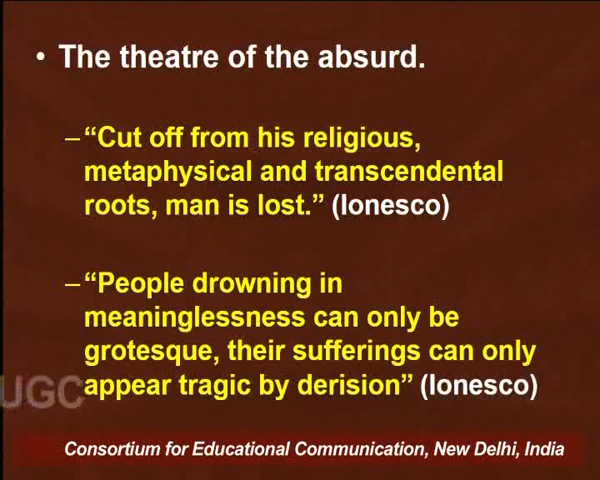 • The theatre of the absurd.
–“Cut off from his religious,
metaphysical and transcendental
roots, man is lost.” (Ionesco)
–“People drowning in
meaninglessness can only be
grotesque, their sufferings can only
appear tragic by derision” (Ionesco)
UGC
Consortium for Educational Communication, New Delhi, India